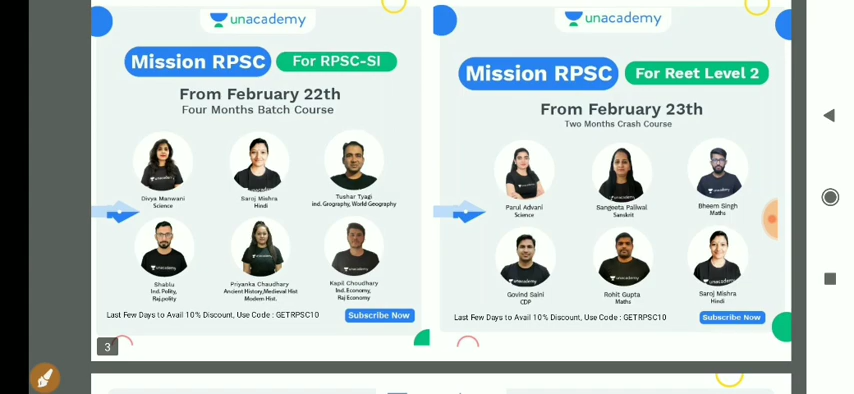 unacademy
Mission RPSC For RPSC-SI
From February 22th
Four Months Batch Course
Divya Manwani
Science
Saroj Mishra
Hindi
Tushar Tyagi
ind. Grography, World Geography
Shablu
Ind. Polity,
Raj.polity
Priyanka Chaudhary
Ancient History,Medieval Hist
Modern Hist.
Kapil Choudhary
Ind. Economy,
Raj Economy
Last Few Days to Avail 10% Discount, Use Code : GETRPSC10
Subscribe Now
3
unacademy
Mission RPSC For Reet Level 2
From February 23th
Two Months Crash Course
Parul Advani
Science
Sangeeta Paliwal
Sanskrit
Bheem Singh
Maths
Govind Saini
CDP
Rohit Gupta
Maths
Saroj Mishra
Hindi
Last Few Days to Avail 10% Discount, Use Code : GETRPSC10
Subscribe Now